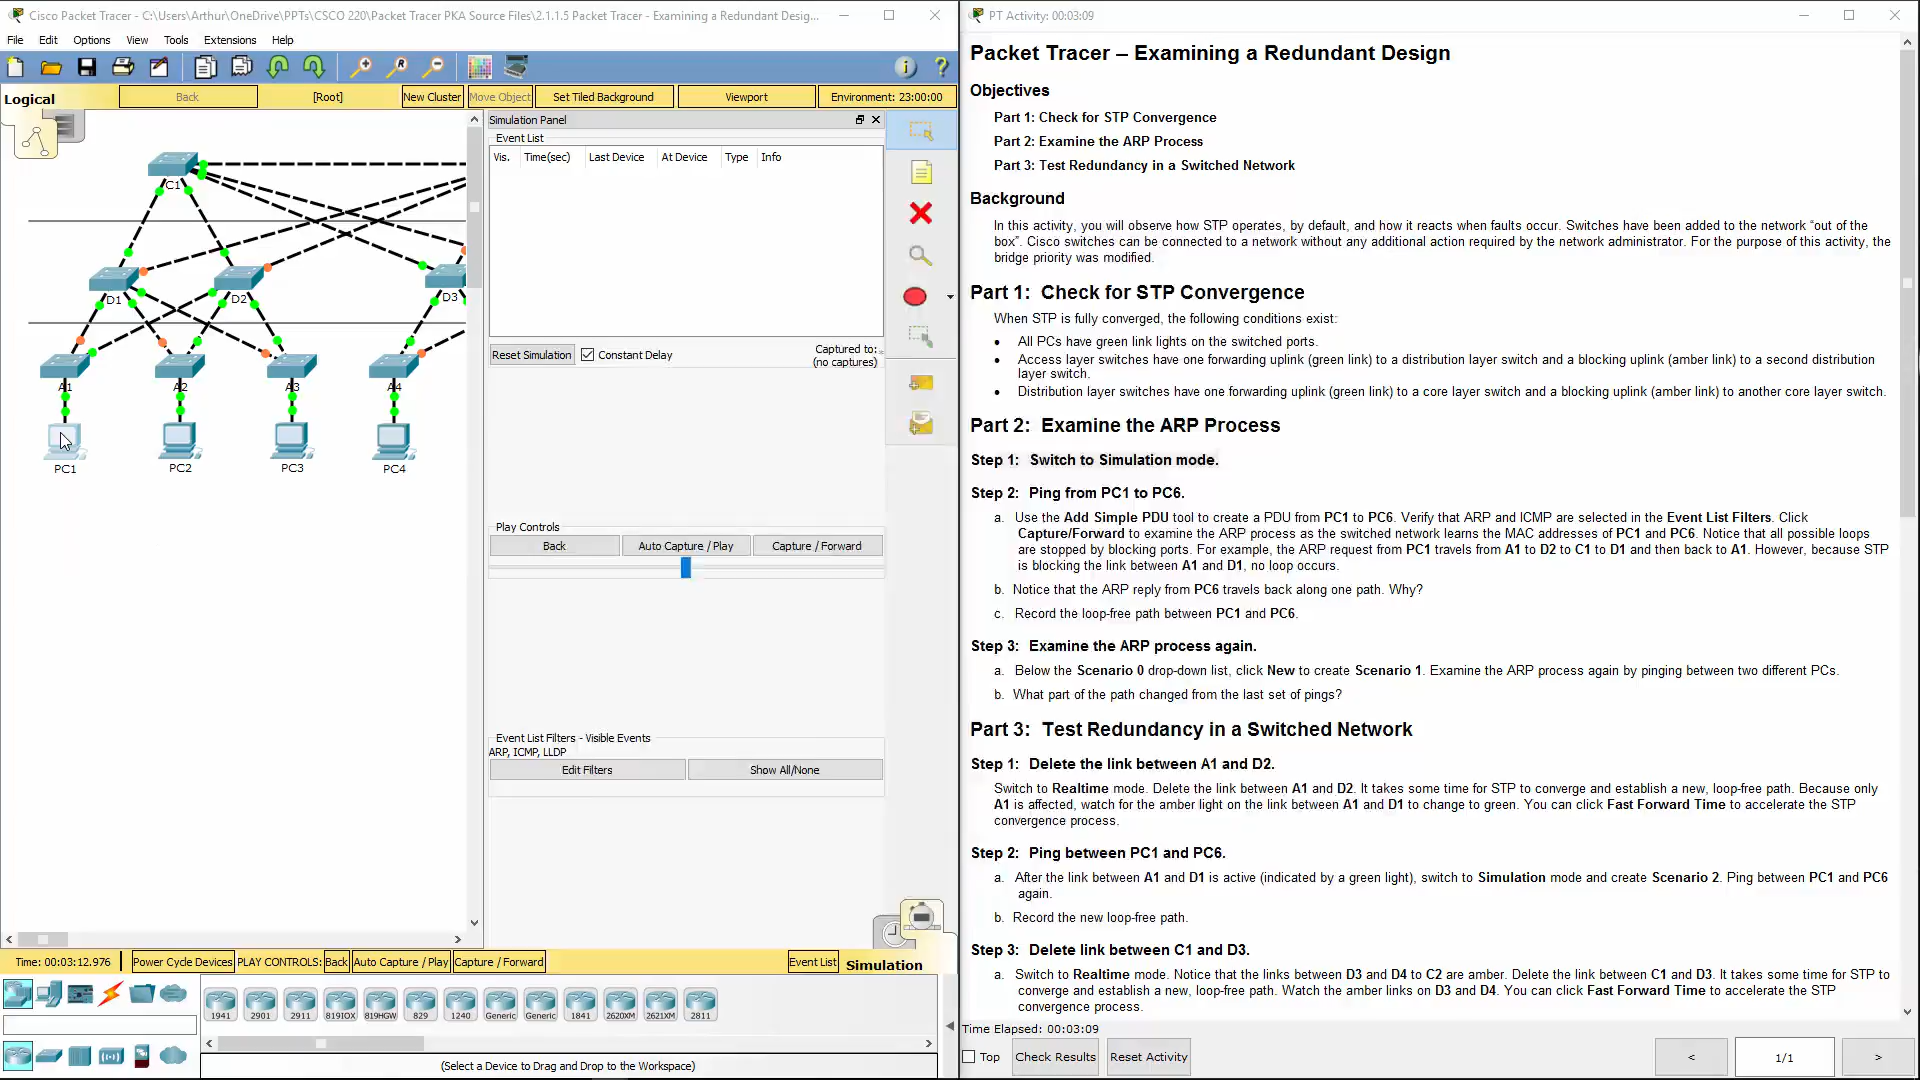 Cisco Packet Tracer - C:\Users\Arthur\OneDrive\PPTs\CSCO 220\Packet Tracer PKA Source Files\2.1.1.5 Packet Tracer - Examining a Redundant Desig...
File Edit Options View Tools Extensions Help
Logical Back [Root] New Cluster Move Object Set Tiled Background Viewport Environment: 23:00:00
C1
D1 D2 D3
A1 A2 A3 A4
PC1 PC2 PC3 PC4
Simulation Panel
Event List
Vis. Time(sec) Last Device At Device Type Info
Reset Simulation Constant Delay Captured to:
(no captures)
Play Controls
Back Auto Capture / Play Capture / Forward
Event List Filters - Visible Events
ARP, ICMP, LLDP
Edit Filters Show All/None
Time: 00:03:12.976 Power Cycle Devices PLAY CONTROLS: Back Auto Capture / Play Capture / Forward Event List Simulation
1941 2901 2911 819IOX 819HGW 829 1240 Generic Generic 1841 2620XM 2621XM 2811
(Select a Device to Drag and Drop to the Workspace)
PT Activity: 00:03:09
Packet Tracer – Examining a Redundant Design
Objectives
Part 1: Check for STP Convergence
Part 2: Examine the ARP Process
Part 3: Test Redundancy in a Switched Network
Background
In this activity, you will observe how STP operates, by default, and how it reacts when faults occur. Switches have been added to the network “out of the
box”. Cisco switches can be connected to a network without any additional action required by the network administrator. For the purpose of this activity, the
bridge priority was modified.
Part 1: Check for STP Convergence
When STP is fully converged, the following conditions exist:
• All PCs have green link lights on the switched ports.
• Access layer switches have one forwarding uplink (green link) to a distribution layer switch and a blocking uplink (amber link) to a second distribution
layer switch.
• Distribution layer switches have one forwarding uplink (green link) to a core layer switch and a blocking uplink (amber link) to another core layer switch.
Part 2: Examine the ARP Process
Step 1: Switch to Simulation mode.
Step 2: Ping from PC1 to PC6.
a. Use the Add Simple PDU tool to create a PDU from PC1 to PC6. Verify that ARP and ICMP are selected in the Event List Filters. Click
Capture/Forward to examine the ARP process as the switched network learns the MAC addresses of PC1 and PC6. Notice that all possible loops
are stopped by blocking ports. For example, the ARP request from PC1 travels from A1 to D2 to C1 to D1 and then back to A1. However, because STP
is blocking the link between A1 and D1, no loop occurs.
b. Notice that the ARP reply from PC6 travels back along one path. Why?
c. Record the loop-free path between PC1 and PC6.
Step 3: Examine the ARP process again.
a. Below the Scenario 0 drop-down list, click New to create Scenario 1. Examine the ARP process again by pinging between two different PCs.
b. What part of the path changed from the last set of pings?
Part 3: Test Redundancy in a Switched Network
Step 1: Delete the link between A1 and D2.
Switch to Realtime mode. Delete the link between A1 and D2. It takes some time for STP to converge and establish a new, loop-free path. Because only
A1 is affected, watch for the amber light on the link between A1 and D1 to change to green. You can click Fast Forward Time to accelerate the STP
convergence process.
Step 2: Ping between PC1 and PC6.
a. After the link between A1 and D1 is active (indicated by a green light), switch to Simulation mode and create Scenario 2. Ping between PC1 and PC6
again.
b. Record the new loop-free path.
Step 3: Delete link between C1 and D3.
a. Switch to Realtime mode. Notice that the links between D3 and D4 to C2 are amber. Delete the link between C1 and D3. It takes some time for STP to
converge and establish a new, loop-free path. Watch the amber links on D3 and D4. You can click Fast Forward Time to accelerate the STP
convergence process.
Time Elapsed: 00:03:09
Top Check Results Reset Activity < 1/1 >